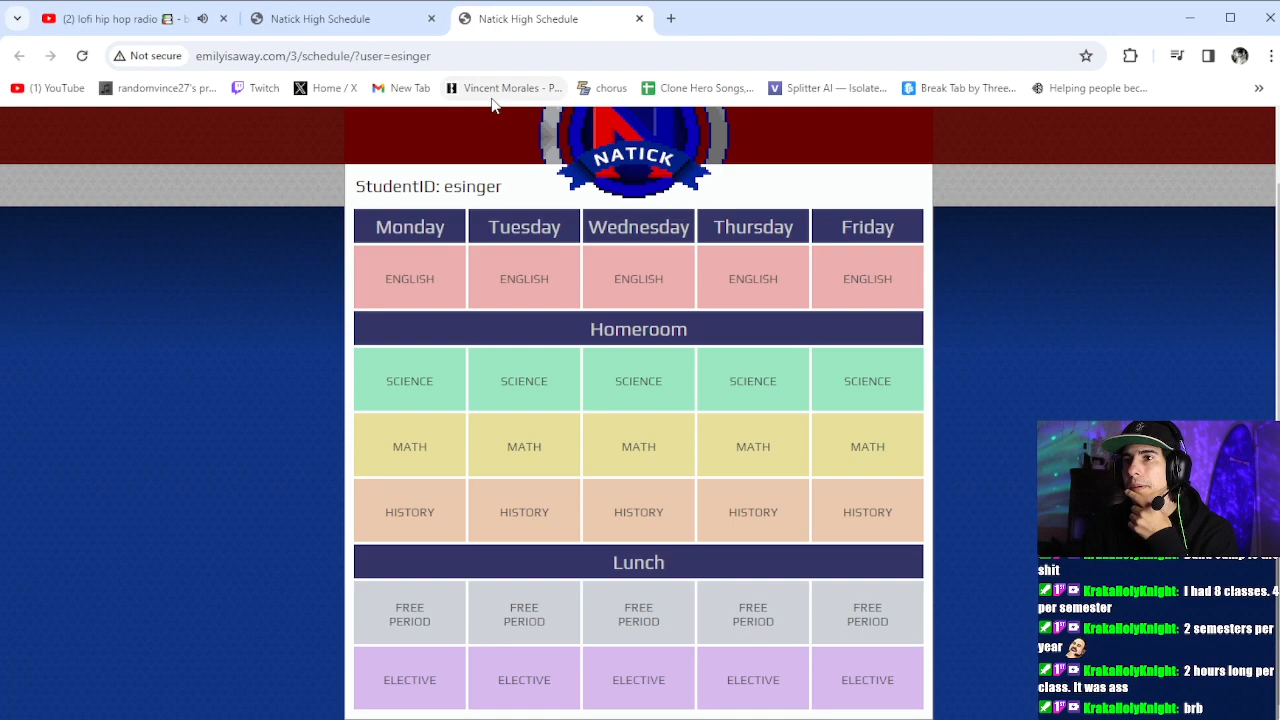 (2) lofi hip hop radio - b
Natick High Schedule
Natick High Schedule
Not secure
emilyisaway.com/3/schedule/?user=esinger
(1) YouTube
randomvince27's pr...
Twitch
Home / X
New Tab
Vincent Morales - P...
chorus
Clone Hero Songs,...
Splitter AI — Isolate...
Break Tab by Three...
Helping people bec...
»
NATICK
StudentID: esinger
Monday Tuesday Wednesday Thursday Friday
ENGLISH ENGLISH ENGLISH ENGLISH ENGLISH
Homeroom
SCIENCE SCIENCE SCIENCE SCIENCE SCIENCE
MATH MATH MATH MATH MATH
HISTORY HISTORY HISTORY HISTORY HISTORY
Lunch
FREE FREE FREE FREE FREE
PERIOD PERIOD PERIOD PERIOD PERIOD
ELECTIVE ELECTIVE ELECTIVE ELECTIVE ELECTIVE
shit
KrakaHolyKnight: I had 8 classes. 4
per semester
KrakaHolyKnight: 2 semesters per
year
KrakaHolyKnight: 2 hours long per
class. It was ass
KrakaHolyKnight: brb